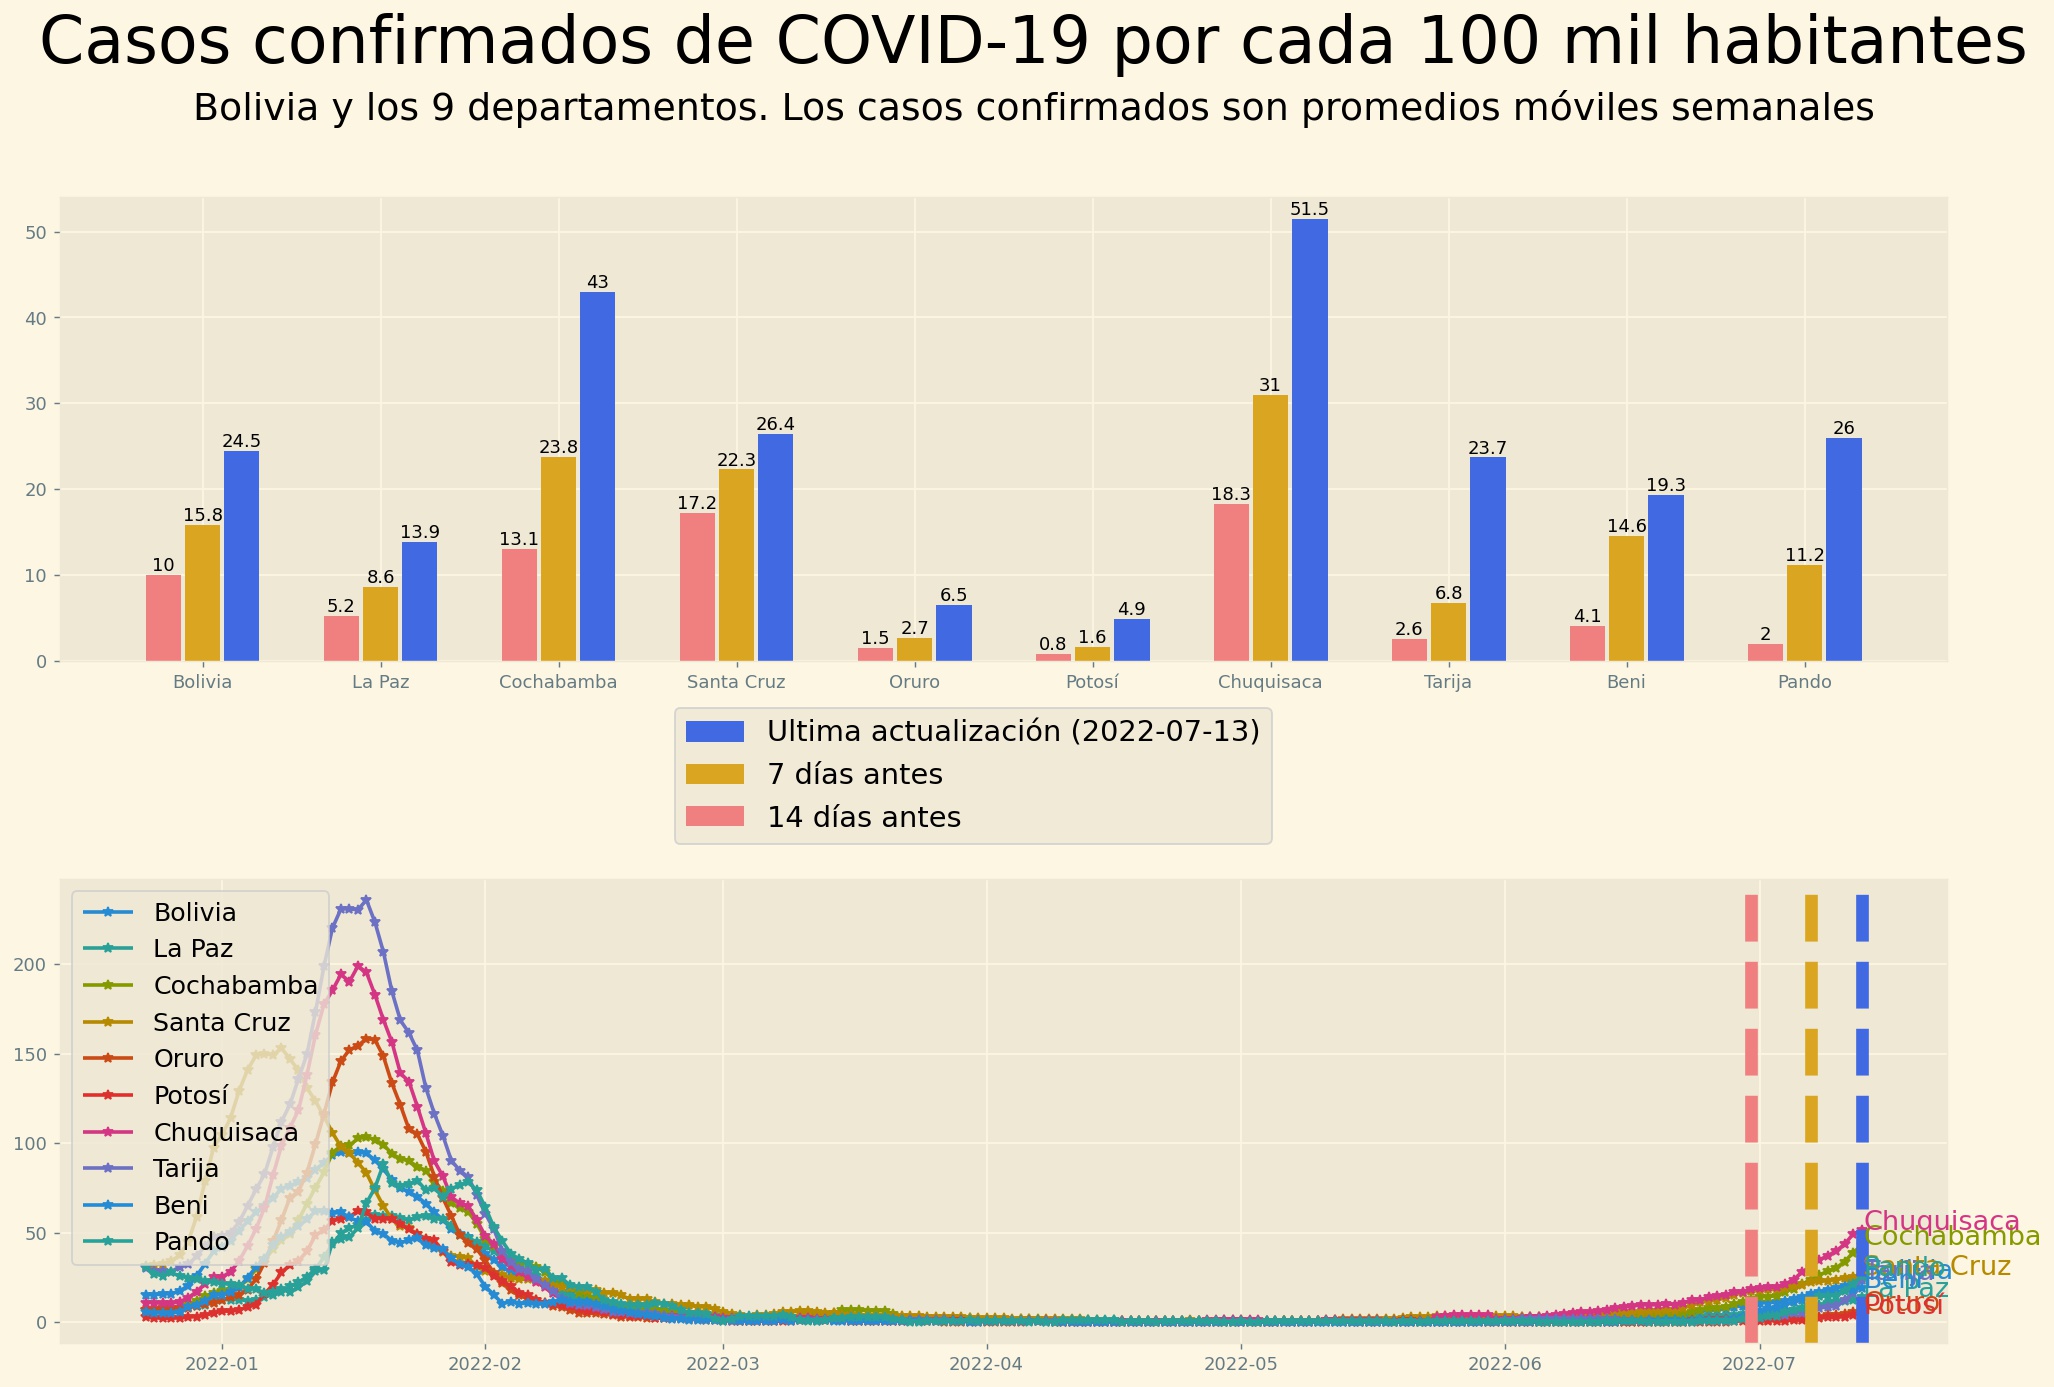 Casos confirmados de COVID-19 por cada 100 mil habitantes
Bolivia y los 9 departamentos. Los casos confirmados son promedios móviles semanales
50
40
30
20
10
0
10 15.8 24.5
5.2 8.6 13.9
13.1 23.8 43
17.2 22.3 26.4
1.5 2.7 6.5
0.8 1.6 4.9
18.3 31 51.5
2.6 6.8 23.7
4.1 14.6 19.3
2 11.2 26
Bolivia La Paz Cochabamba Santa Cruz Oruro Potosí Chuquisaca Tarija Beni Pando
Ultima actualización (2022-07-13)
7 días antes
14 días antes
200
150
100
50
0
Bolivia
La Paz
Cochabamba
Santa Cruz
Oruro
Potosí
Chuquisaca
Tarija
Beni
Pando
Chuquisaca
Cochabamba
Santa Cruz
La Paz
Potosí
2022-01 2022-02 2022-03 2022-04 2022-05 2022-06 2022-07